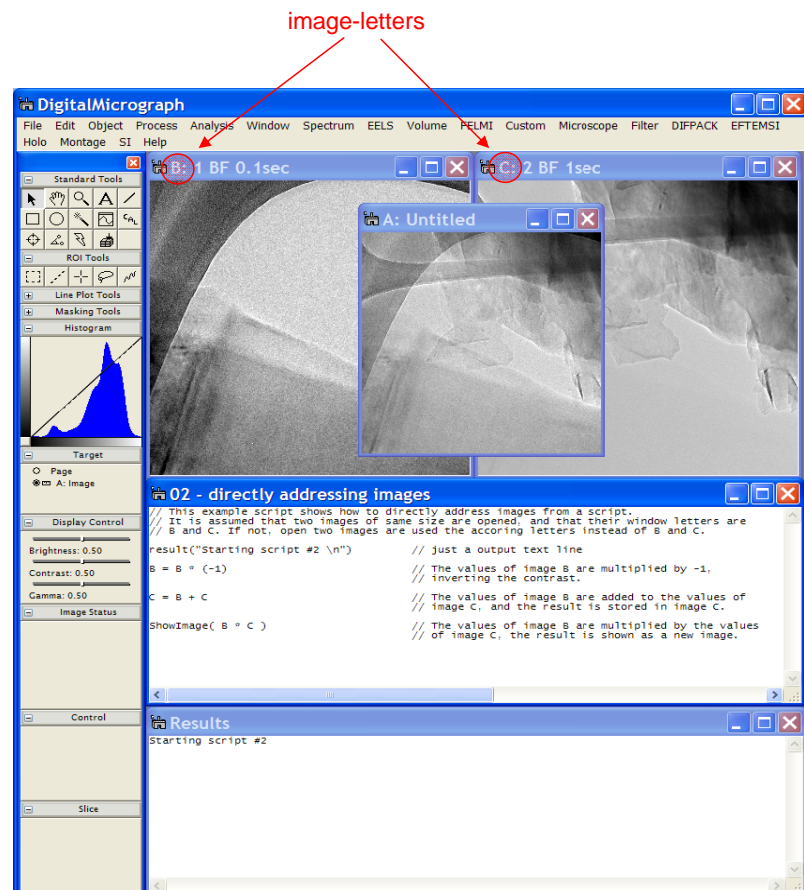 image-letters
DigitalMicrograph
File Edit Object Process Analysis Window Spectrum EELS Volume FELMI Custom Microscope Filter DIFPACK EFTEMSI
Holo Montage SI Help
B: 1 BF 0.1sec
C: 2 BF 1sec
A: Untitled
Standard Tools
A
CAL
ROI Tools
Line Plot Tools
Masking Tools
Histogram
Target
Page
A: Image
Display Control
Brightness: 0.50
Contrast: 0.50
Gamma: 0.50
Image Status
Control
Slice
02 - directly addressing images
// This example script shows how to directly address images from a script.
// It is assumed that two images of same size are opened, and that their window letters are
// B and C. If not, open two images are used the accoring letters instead of B and C.
result("Starting script #2 \n") // just a output text line
B = B * (-1) // The values of image B are multiplied by -1,
// inverting the contrast.
C = B + C // The values of image B are added to the values of
// image C, and the result is stored in image C.
ShowImage( B * C ) // The values of image B are multiplied by the values
// of image C, the result is shown as a new image.
Results
Starting script #2